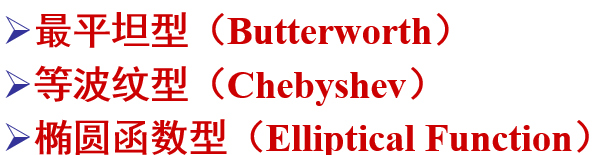 ➢最平坦型（Butterworth）
➢等波纹型（Chebyshev）
➢椭圆函数型（Elliptical Function）